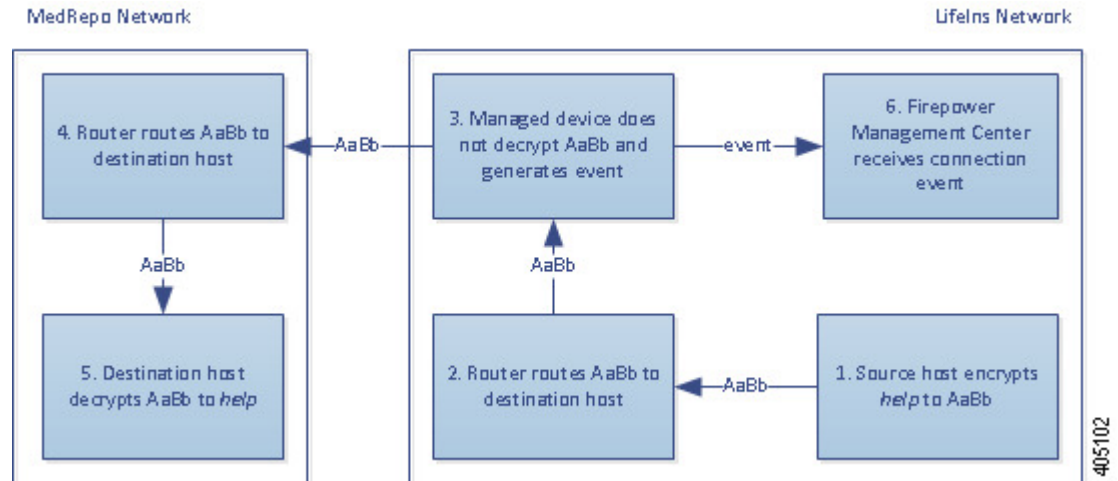 MedRepo Network
LifeIns Network
4. Router routes AaBb to
destination host
AaBb
3. Managed device does
not decrypt AaBb and
generates event
event
6. Firepower
Management Center
receives connection
event
AaBb
AaBb
5. Destination host
decrypts AaBb to help
2. Router routes AaBb to
destination host
AaBb
1. Source host encrypts
help to AaBb
405102